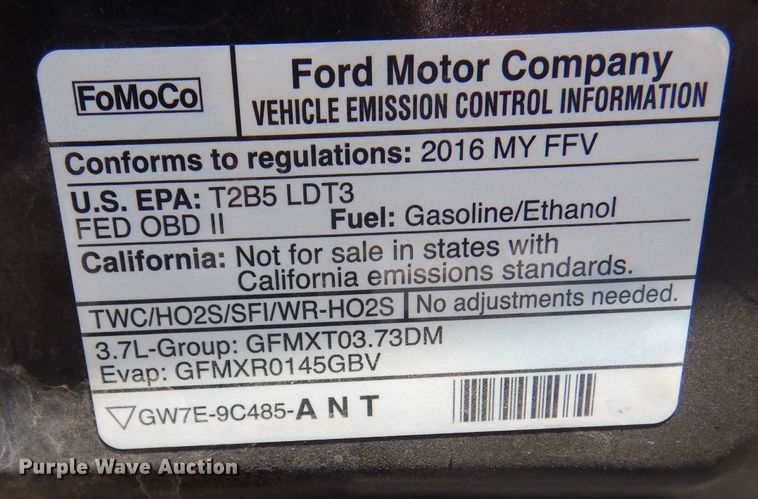 FoMoCo
Ford Motor Company
VEHICLE EMISSION CONTROL INFORMATION
Conforms to regulations: 2016 MY FFV
U.S. EPA: T2B5 LDT3
FED OBD II Fuel: Gasoline/Ethanol
California: Not for sale in states with
California emissions standards.
TWC/HO2S/SFI/WR-HO2S No adjustments needed.
3.7L-Group: GFMXT03.73DM
Evap: GFMXR0145GBV
GW7E-9C485-ANT
Purple Wave Auction